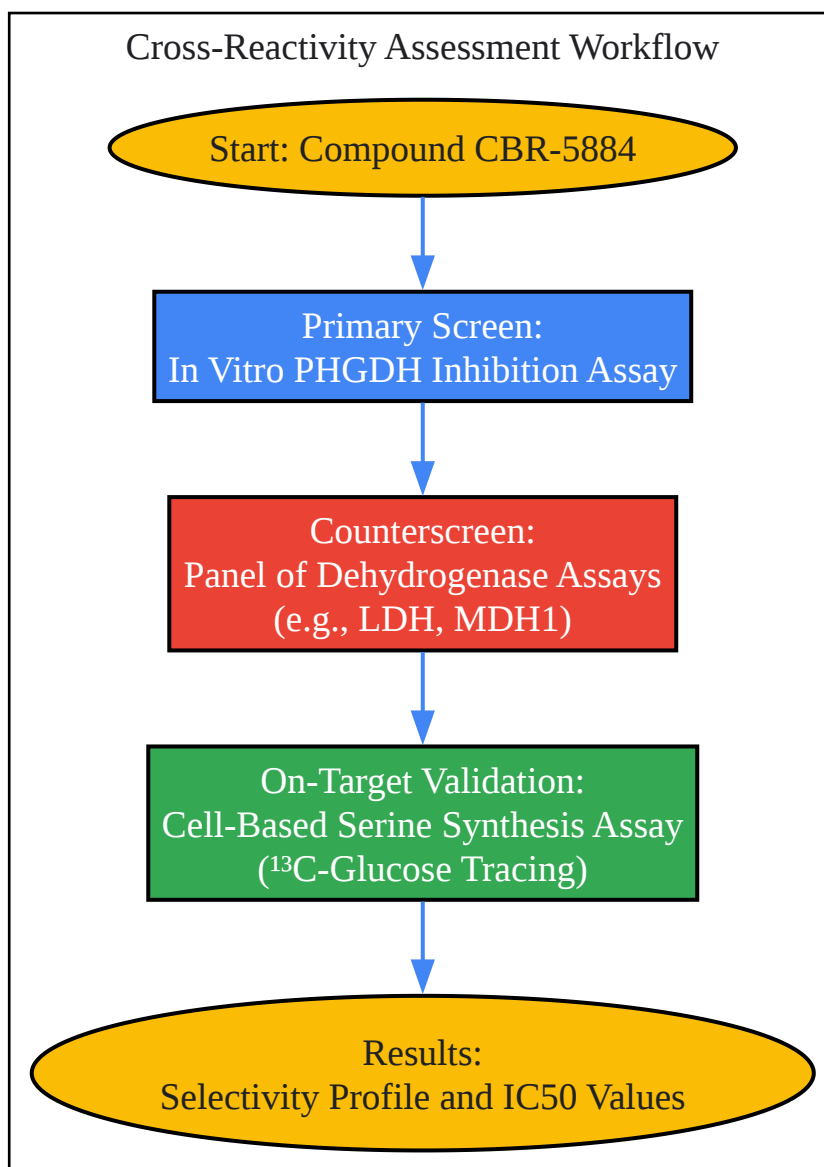 Cross-Reactivity Assessment Workflow
Start: Compound CBR-5884
Primary Screen:
In Vitro PHGDH Inhibition Assay
Counterscreen:
Panel of Dehydrogenase Assays
(e.g., LDH, MDH1)
On-Target Validation:
Cell-Based Serine Synthesis Assay
(¹³C-Glucose Tracing)
Results:
Selectivity Profile and IC50 Values